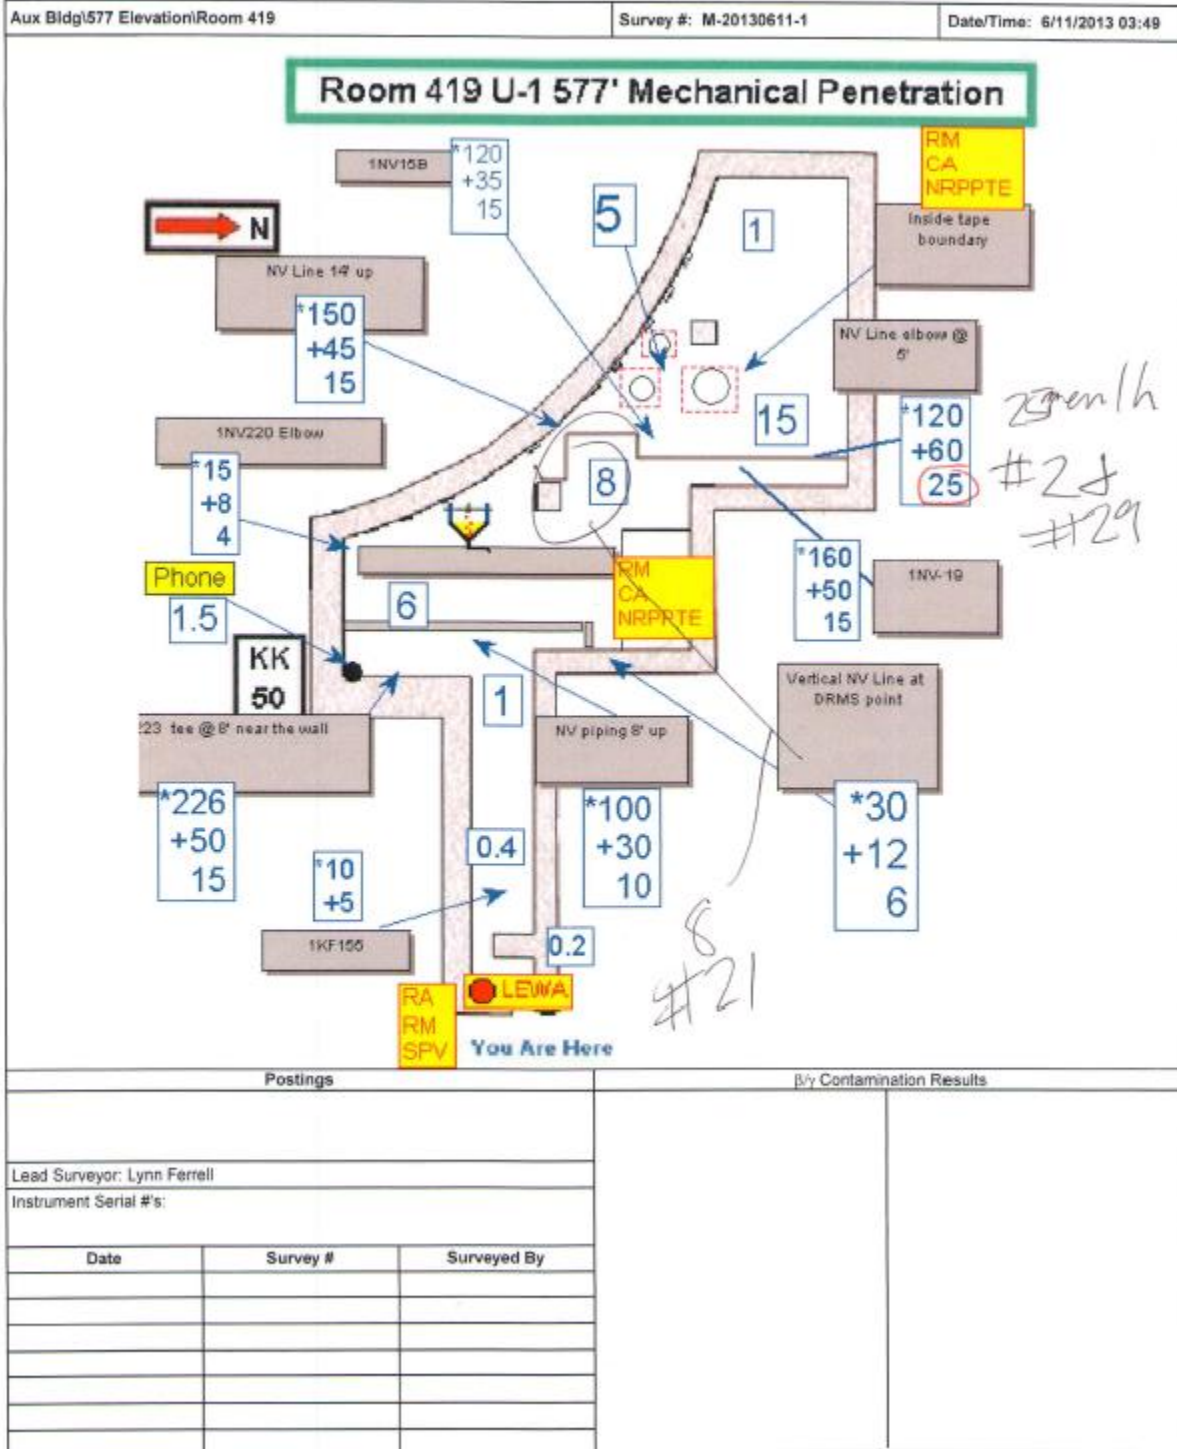 Aux Bldg\577 Elevation\Room 419
Survey #: M-20130611-1
Date/Time: 6/11/2013 03:49
Room 419 U-1 577' Mechanical Penetration
RM
CA
NRPPTE
1NV15B
*120
+35
15
5
1
Inside tape
boundary
N
NV Line 14' up
*150
+45
15
NV Line elbow @
5'
*120
+60
25
#28
#29
15
1NV220 Elbow
*15
+8
4
8
Phone
1.5
6
RM
CA
NRPPTE
*160
+50
15
1NV-19
KK
50
1
Vertical NV Line at
DRMS point
223 tee @ 8' near the wall
*226
+50
15
NV piping 8' up
*100
+30
10
*30
+12
6
0.4
*10
+5
1KF155
0.2
8
#21
LEWA
RA
RM
SPV
You Are Here
Postings
β/γ Contamination Results
Lead Surveyor: Lynn Ferrell
Instrument Serial #'s:
Date
Survey #
Surveyed By